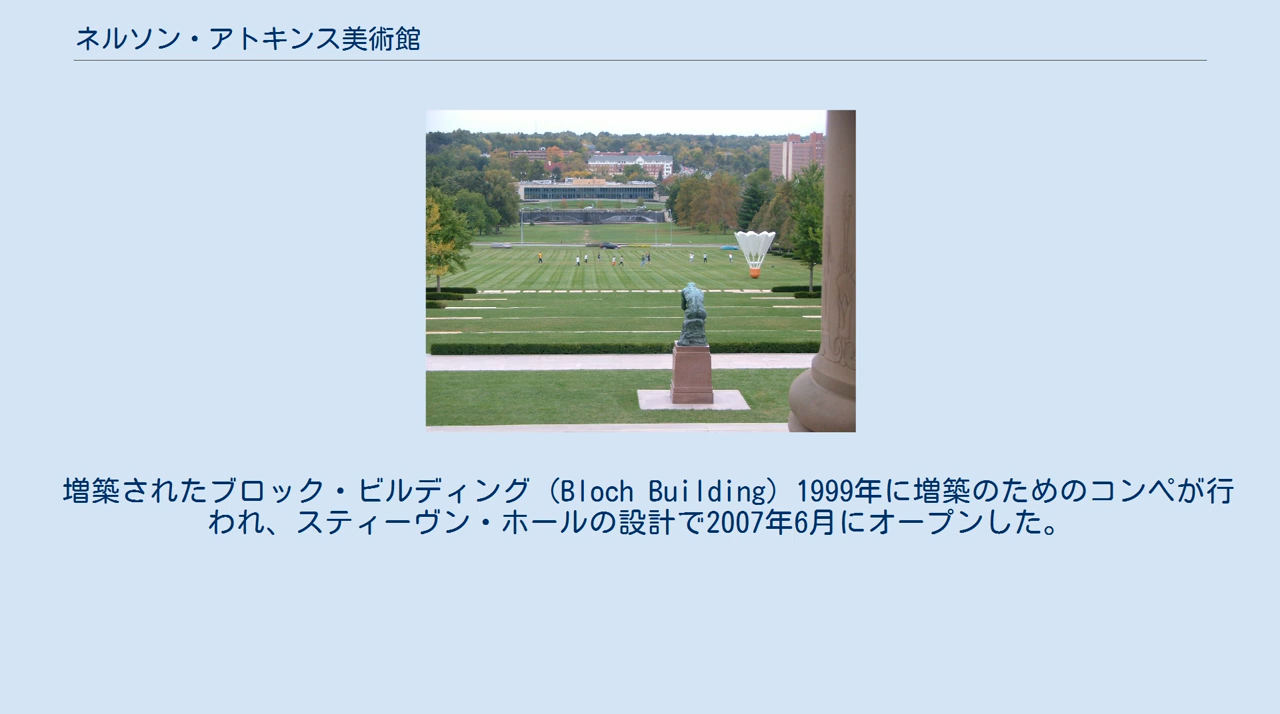 ネルソン・アトキンス美術館
増築されたブロック・ビルディング（Bloch Building）1999年に増築のためのコンペが行
われ、スティーヴン・ホールの設計で2007年6月にオープンした。